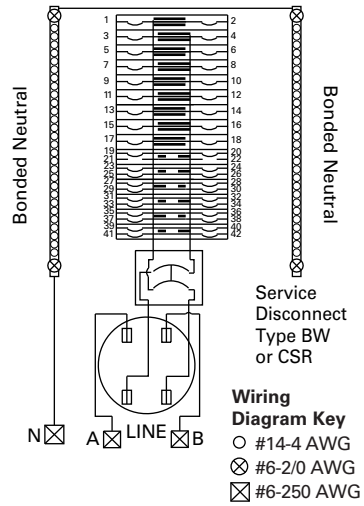 1 2
3 4
5 6
7 8
9 10
11 12
13 14
15 16
17 18
19 20
21 22
23 24
25 26
27 28
29 30
31 32
33 34
35 36
37 38
39 40
41 42
Bonded Neutral
Bonded Neutral
Service
Disconnect
Type BW
or CSR
N A LINE B
Wiring
Diagram Key
#14-4 AWG
#6-2/0 AWG
#6-250 AWG